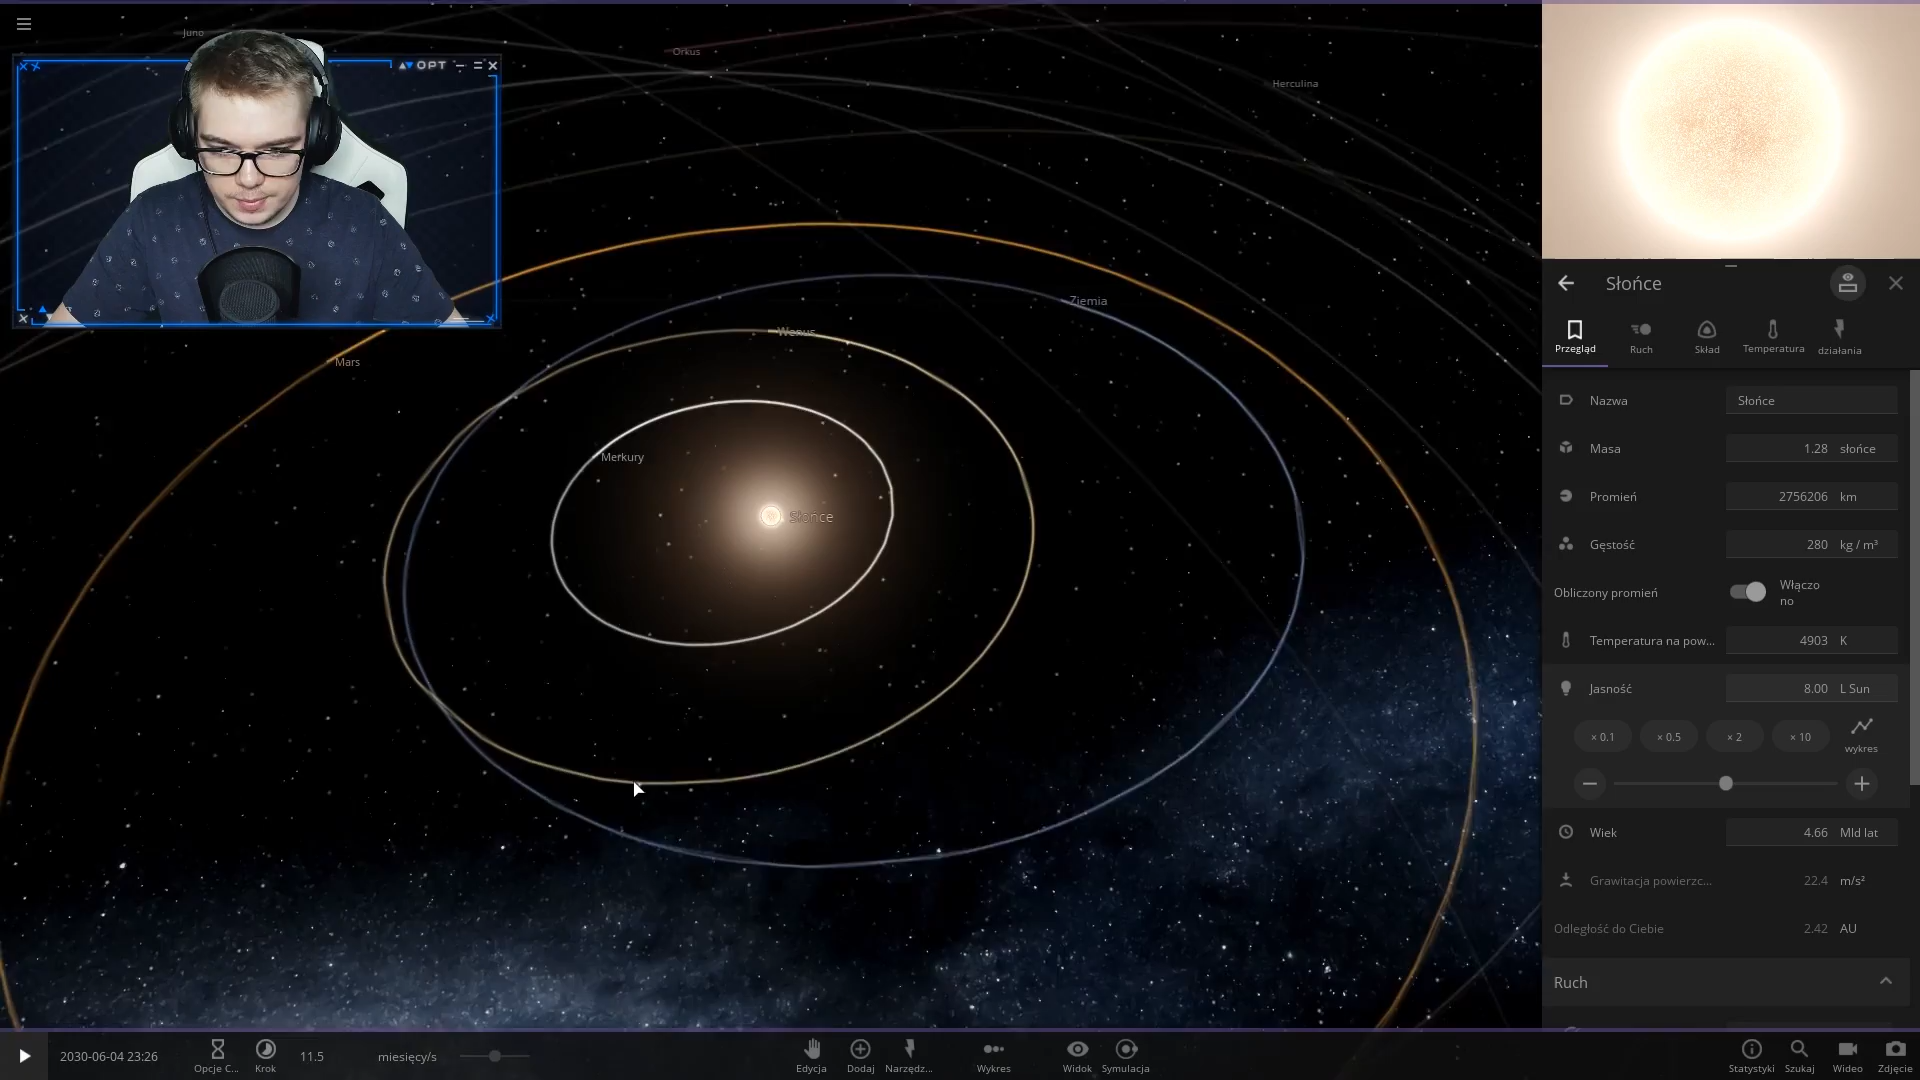 Juno
Orkus
Herculina
OPT
Ziemia
Wenus
Mars
Merkury
Słońce
Słońce
Przegląd
Ruch
Skład
Temperatura
działania
Nazwa Słońce
Masa 1.28 słońce
Promień 2756206 km
Gęstość 280 kg / m³
Obliczony promień Włączo
no
Temperatura na pow... 4903 K
Jasność 8.00 L Sun
× 0.1 × 0.5 × 2 × 10
wykres
Wiek 4.66 Mld lat
Grawitacja powierzc... 22.4 m/s²
Odległość do Ciebie 2.42 AU
Ruch
2030-06-04 23:26
Opcje C...
Krok
11.5 miesięcy/s
Edycja
Dodaj
Narzędz...
Wykres
Widok
Symulacja
Statystyki
Szukaj
Wideo
Zdjęcie